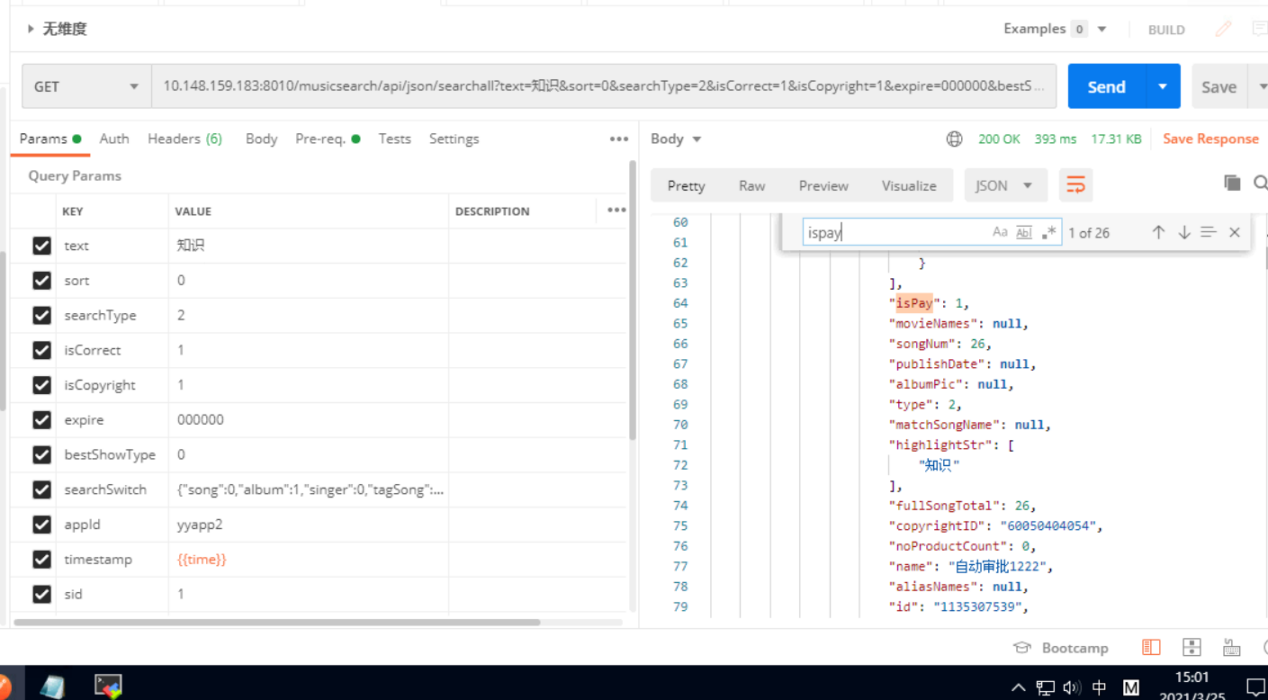 无维度
Examples 0 BUILD
GET 10.148.159.183:8010/musicsearch/api/json/searchall?text=知识&sort=0&searchType=2&isCorrect=1&isCopyright=1&expire=000000&bestS... Send Save
Params Auth Headers (6) Body Pre-req. Tests Settings
Query Params
KEY VALUE DESCRIPTION
text 知识
sort 0
searchType 2
isCorrect 1
isCopyright 1
expire 000000
bestShowType 0
searchSwitch {"song":0,"album":1,"singer":0,"tagSong":...
appId yyapp2
timestamp {{time}}
sid 1
Body 200 OK 393 ms 17.31 KB Save Response
Pretty Raw Preview Visualize JSON
ispay Aa Abl .* 1 of 26
60
61
62 }
63 ],
64 "isPay": 1,
65 "movieNames": null,
66 "songNum": 26,
67 "publishDate": null,
68 "albumPic": null,
69 "type": 2,
70 "matchSongName": null,
71 "highlightStr": [
72 "知识"
73 ],
74 "fullSongTotal": 26,
75 "copyrightID": "60050404054",
76 "noProductCount": 0,
77 "name": "自动审批1222",
78 "aliasNames": null,
79 "id": "1135307539",
Bootcamp
中 M 15:01
2021/3/25